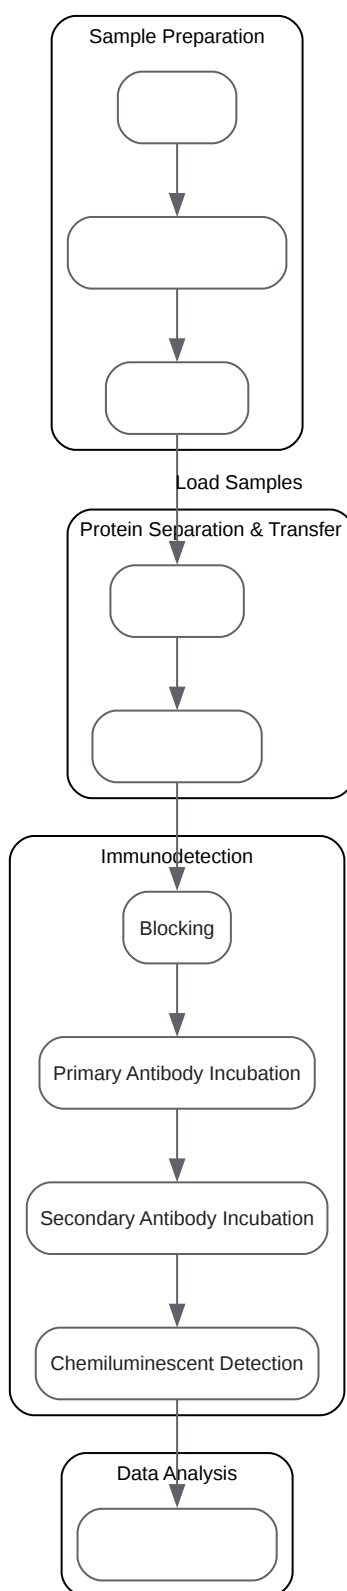 Sample Preparation
Load Samples
Protein Separation & Transfer
Immunodetection
Blocking
Primary Antibody Incubation
Secondary Antibody Incubation
Chemiluminescent Detection
Data Analysis